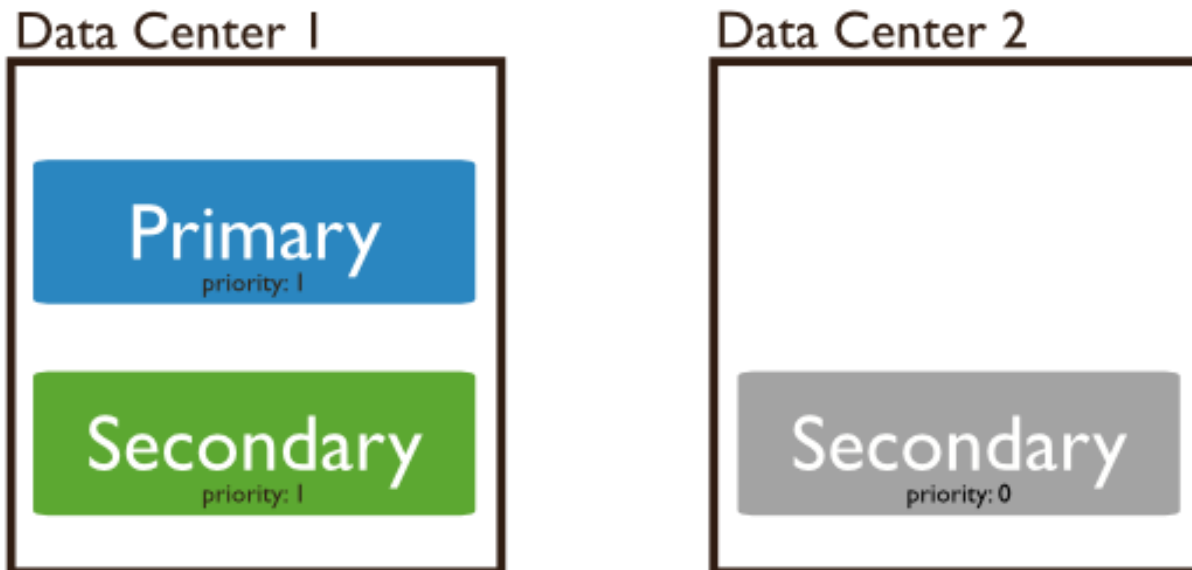 Data Center 1
Data Center 2
Primary
priority: 1
Secondary
priority: 1
Secondary
priority: 0